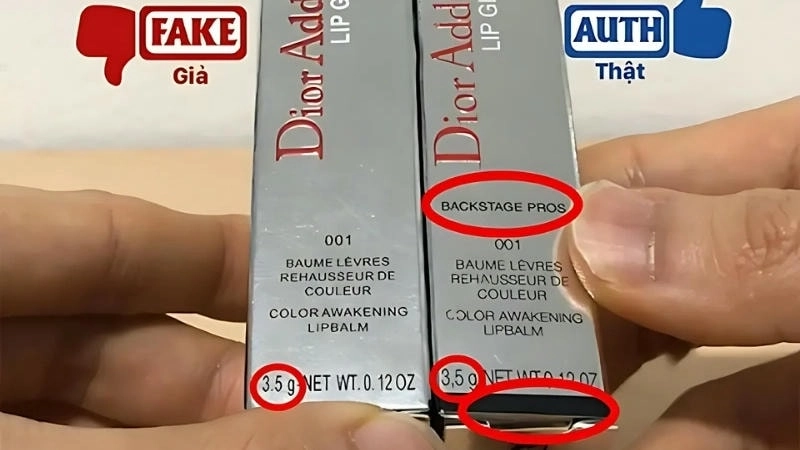 FAKE
Giả
AUTH
Thật
Dior Add
LIP G
001
BAUME LÈVRES
REHAUSSEUR DE
COULEUR
COLOR AWAKENING
LIPBALM
3.5 g NET WT. 0.12 OZ
Dior Add
LIP GL
BACKSTAGE PROS
001
BAUME LÈVRES
REHAUSSEUR DE
COULEUR
COLOR AWAKENING
LIPBALM
3,5 g NET WT. 0.12 OZ